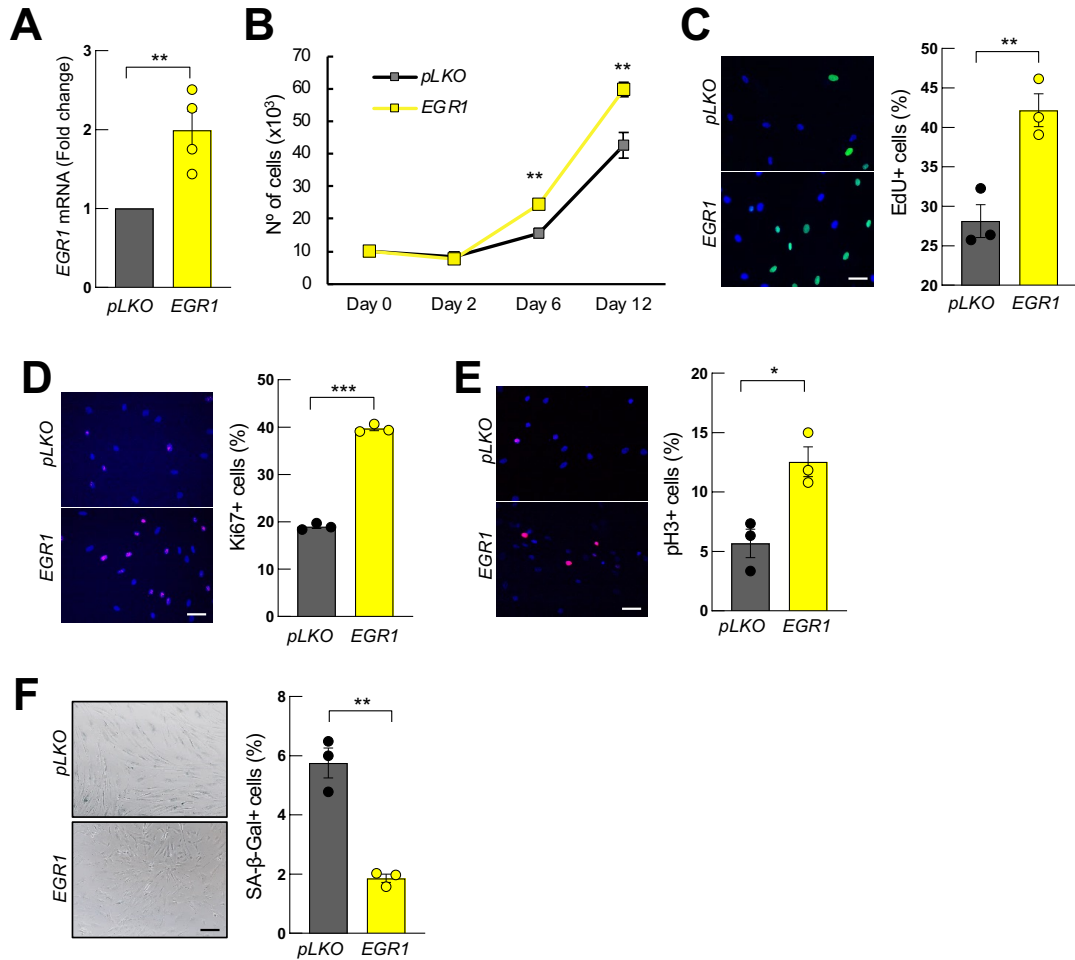 A
EGR1 mRNA (Fold change)
3
2
1
0
**
pLKO
EGR1
B
Nº of cells (x10³)
70
60
50
40
30
20
10
0
pLKO
EGR1
**
**
Day 0
Day 2
Day 6
Day 12
C
pLKO
EGR1
EdU+ cells (%)
50
45
40
35
30
25
20
**
pLKO
EGR1
D
pLKO
EGR1
Ki67+ cells (%)
50
40
30
20
10
0
***
pLKO
EGR1
E
pLKO
EGR1
pH3+ cells (%)
20
15
10
5
0
*
pLKO
EGR1
F
pLKO
EGR1
SA-β-Gal+ cells (%)
8
6
4
2
0
**
pLKO
EGR1